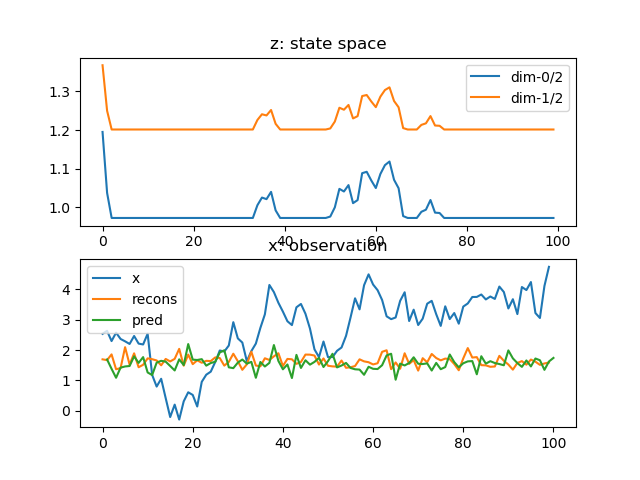 z: state space
1.3
1.2
1.1
1.0
dim-0/2
dim-1/2
0 20 40 60 80 100
x: observation
4
3
2
1
0
x
recons
pred
0 20 40 60 80 100